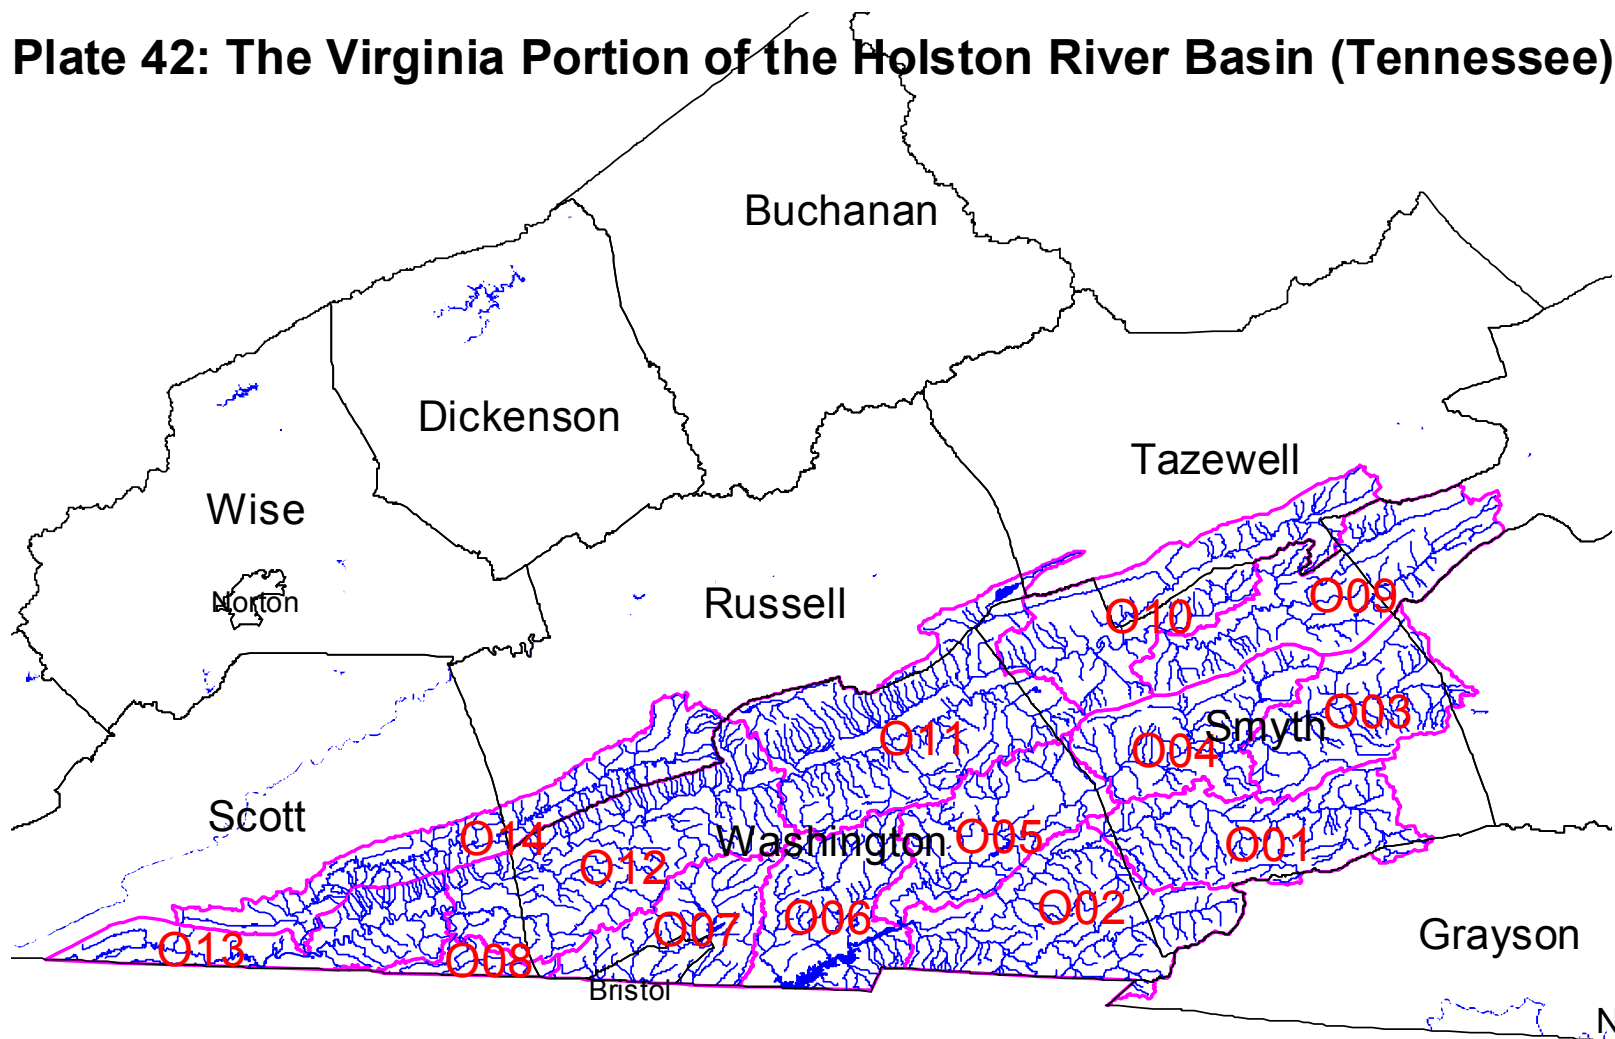 Plate 42: The Virginia Portion of the Holston River Basin (Tennessee)
Buchanan
Dickenson
Tazewell
Wise
Norton
Russell
O09
O10
O03
Smyth
O11
O04
Scott
O14
Washington
O05
O01
O12
O02
O06
O07
Grayson
O13
O08
Bristol
N